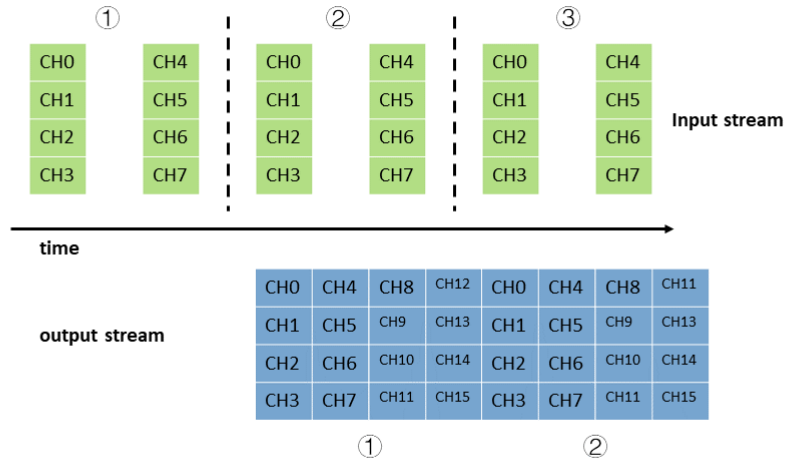 ① ② ③
CH0 CH4 CH0 CH4 CH0 CH4
CH1 CH5 CH1 CH5 CH1 CH5
CH2 CH6 CH2 CH6 CH2 CH6
CH3 CH7 CH3 CH7 CH3 CH7
Input stream
time
CH0 CH4 CH8 CH12 CH0 CH4 CH8 CH11
CH1 CH5 CH9 CH13 CH1 CH5 CH9 CH13
output stream
CH2 CH6 CH10 CH14 CH2 CH6 CH10 CH14
CH3 CH7 CH11 CH15 CH3 CH7 CH11 CH15
① ②